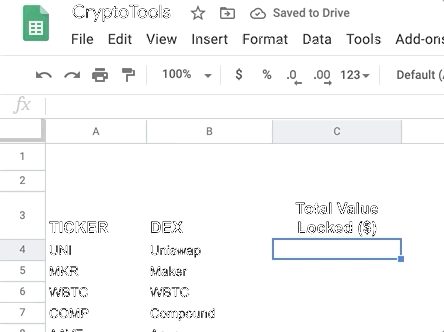 CryptoTools Saved to Drive
File Edit View Insert Format Data Tools Add-ons
100% $ % .0 .00 123 Default (
fx
A B C
1
2
3 TICKER DEX Total Value
Locked ($)
4 UNI Uniswap
5 MKR Maker
6 WBTC WBTC
7 COMP Compound